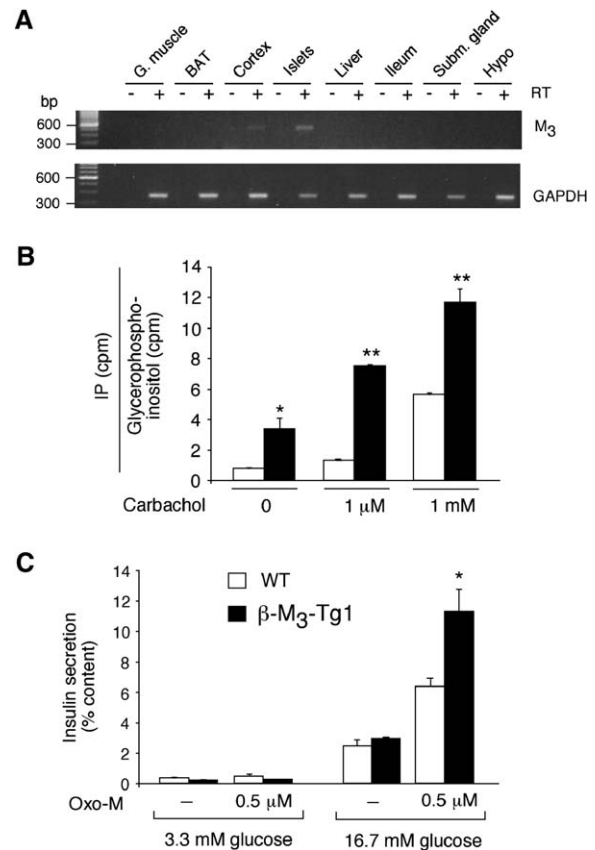 A
G. muscle BAT Cortex Islets Liver Ileum Subm. gland Hypo
- + - + - + - + - + - + - + - + RT
bp
600
300
M3
600
300
GAPDH
B
IP (cpm)
Glycerophospho-
inositol (cpm)
14
12
10
8
6
4
2
0
*
**
**
Carbachol 0 1 µM 1 mM
C
Insulin secretion
(% content)
14
12
10
8
6
4
2
0
WT
β-M3-Tg1
*
Oxo-M – 0.5 µM – 0.5 µM
3.3 mM glucose 16.7 mM glucose